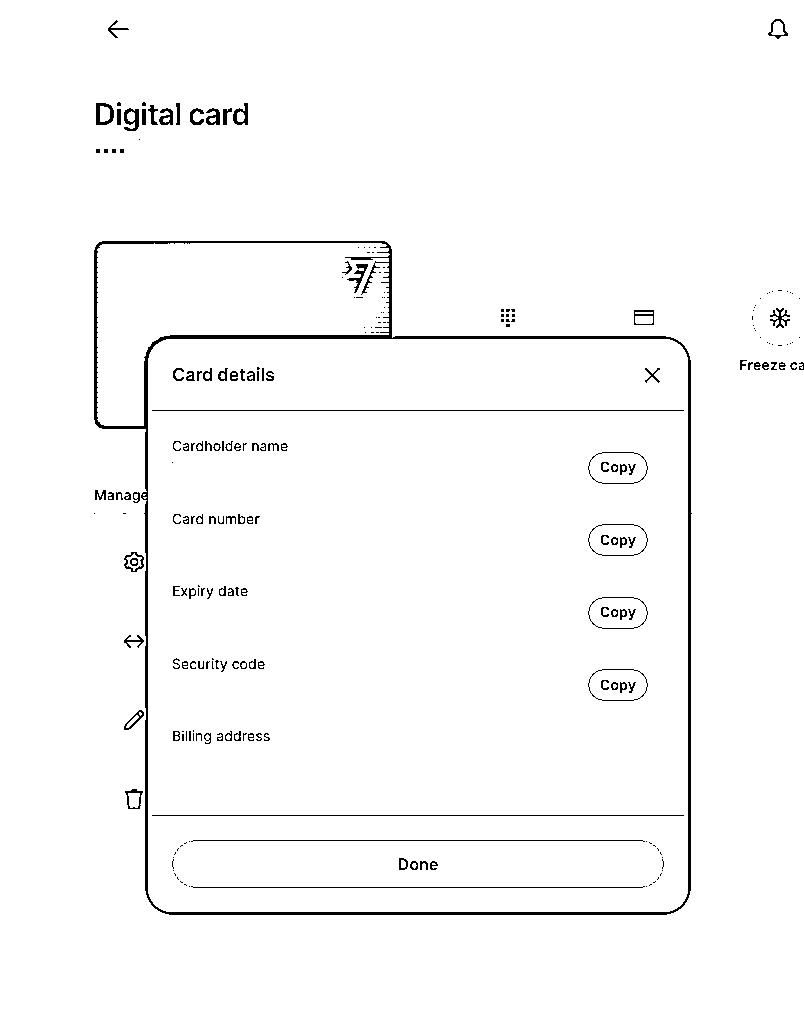 Digital card
Freeze ca
Card details
Cardholder name
Copy
Manage
Card number
Copy
Expiry date
Copy
Security code
Copy
Billing address
Done